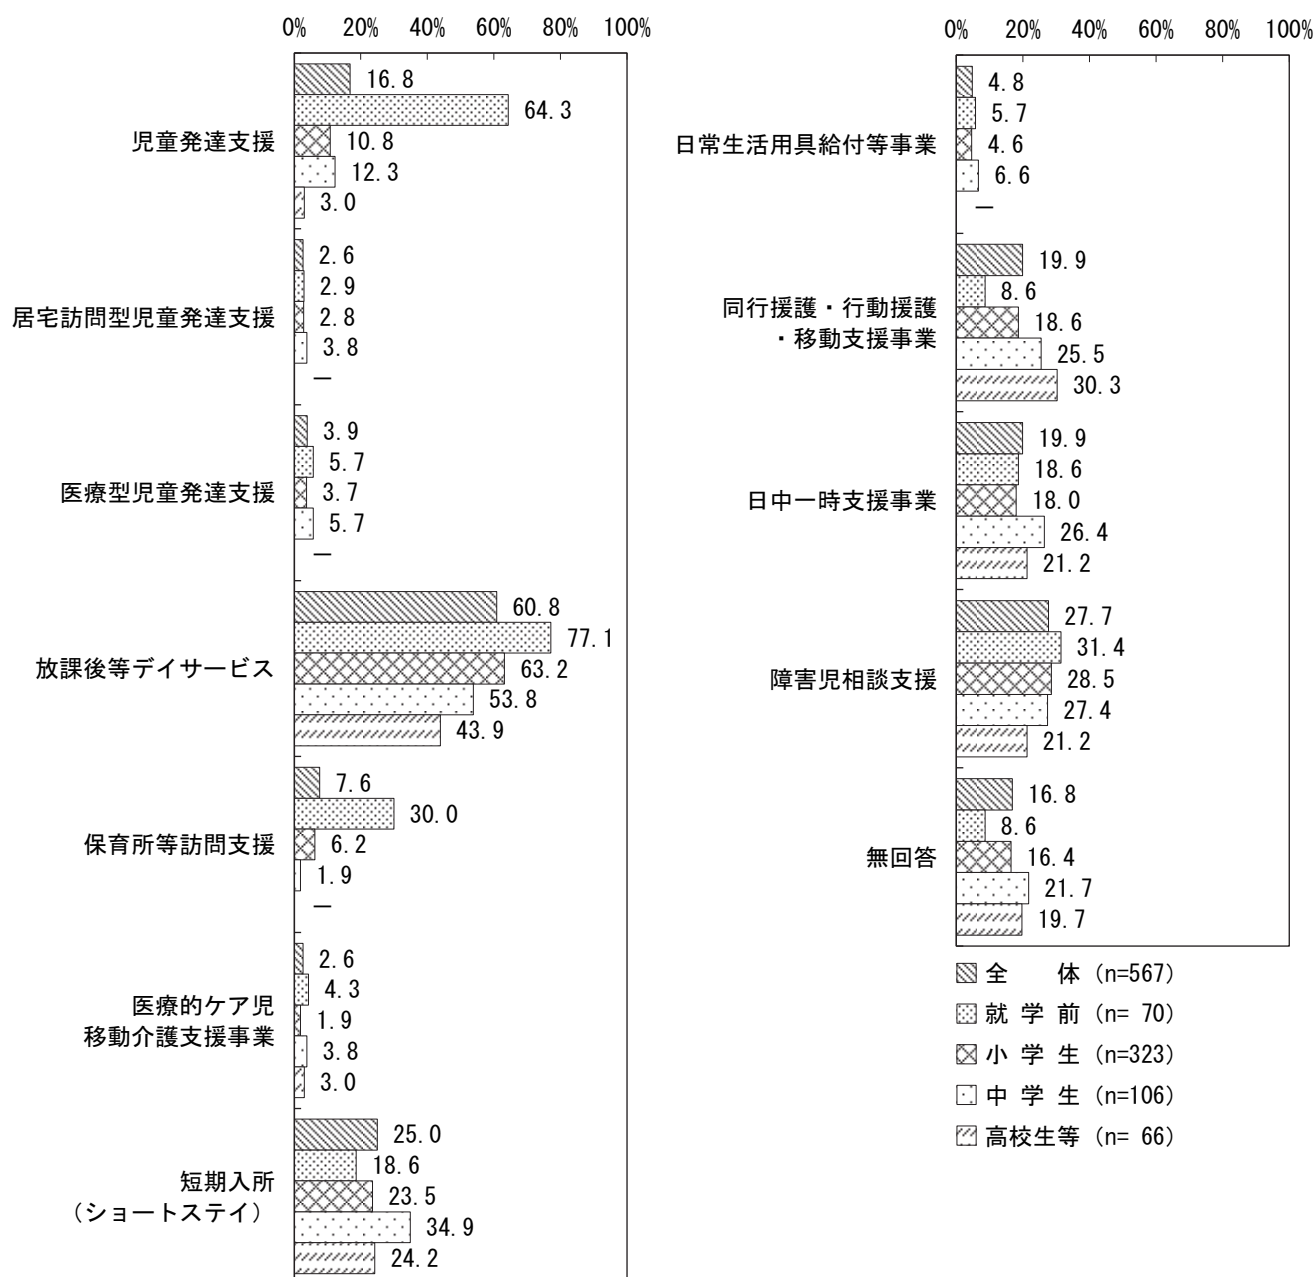 0% 20% 40% 60% 80% 100%
児童発達支援
16.8
64.3
10.8
12.3
3.0
居宅訪問型児童発達支援
2.6
2.9
2.8
3.8
－
医療型児童発達支援
3.9
5.7
3.7
5.7
－
放課後等デイサービス
60.8
77.1
63.2
53.8
43.9
保育所等訪問支援
7.6
30.0
6.2
1.9
－
医療的ケア児
移動介護支援事業
2.6
4.3
1.9
3.8
3.0
短期入所
（ショートステイ）
25.0
18.6
23.5
34.9
24.2
0% 20% 40% 60% 80% 100%
日常生活用具給付等事業
4.8
5.7
4.6
6.6
－
同行援護・行動援護
・移動支援事業
19.9
8.6
18.6
25.5
30.3
日中一時支援事業
19.9
18.6
18.0
26.4
21.2
障害児相談支援
27.7
31.4
28.5
27.4
21.2
無回答
16.8
8.6
16.4
21.7
19.7
全　　体 (n=567)
就 学 前 (n= 70)
小 学 生 (n=323)
中 学 生 (n=106)
高校生等 (n= 66)